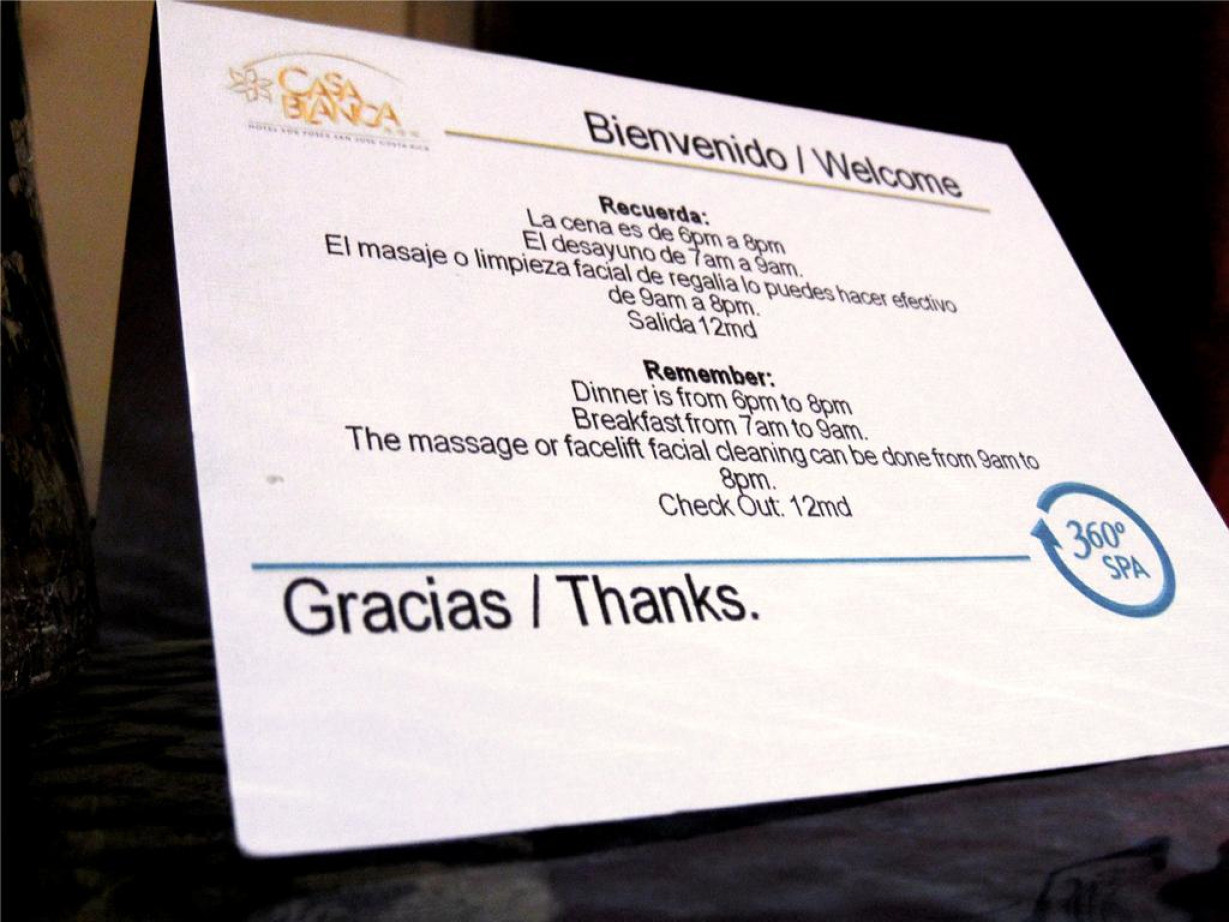 CASA
BLANCA
Bienvenido / Welcome
Recuerda:
La cena es de 6pm a 8pm
El desayuno de 7am a 9am.
El masaje o limpieza facial de regalia lo puedes hacer efectivo
de 9am a 8pm.
Salida 12md
Remember:
Dinner is from 6pm to 8pm
Breakfast from 7am to 9am.
The massage or facelift facial cleaning can be done from 9am to
8pm.
Check Out: 12md
360°
SPA
Gracias / Thanks.